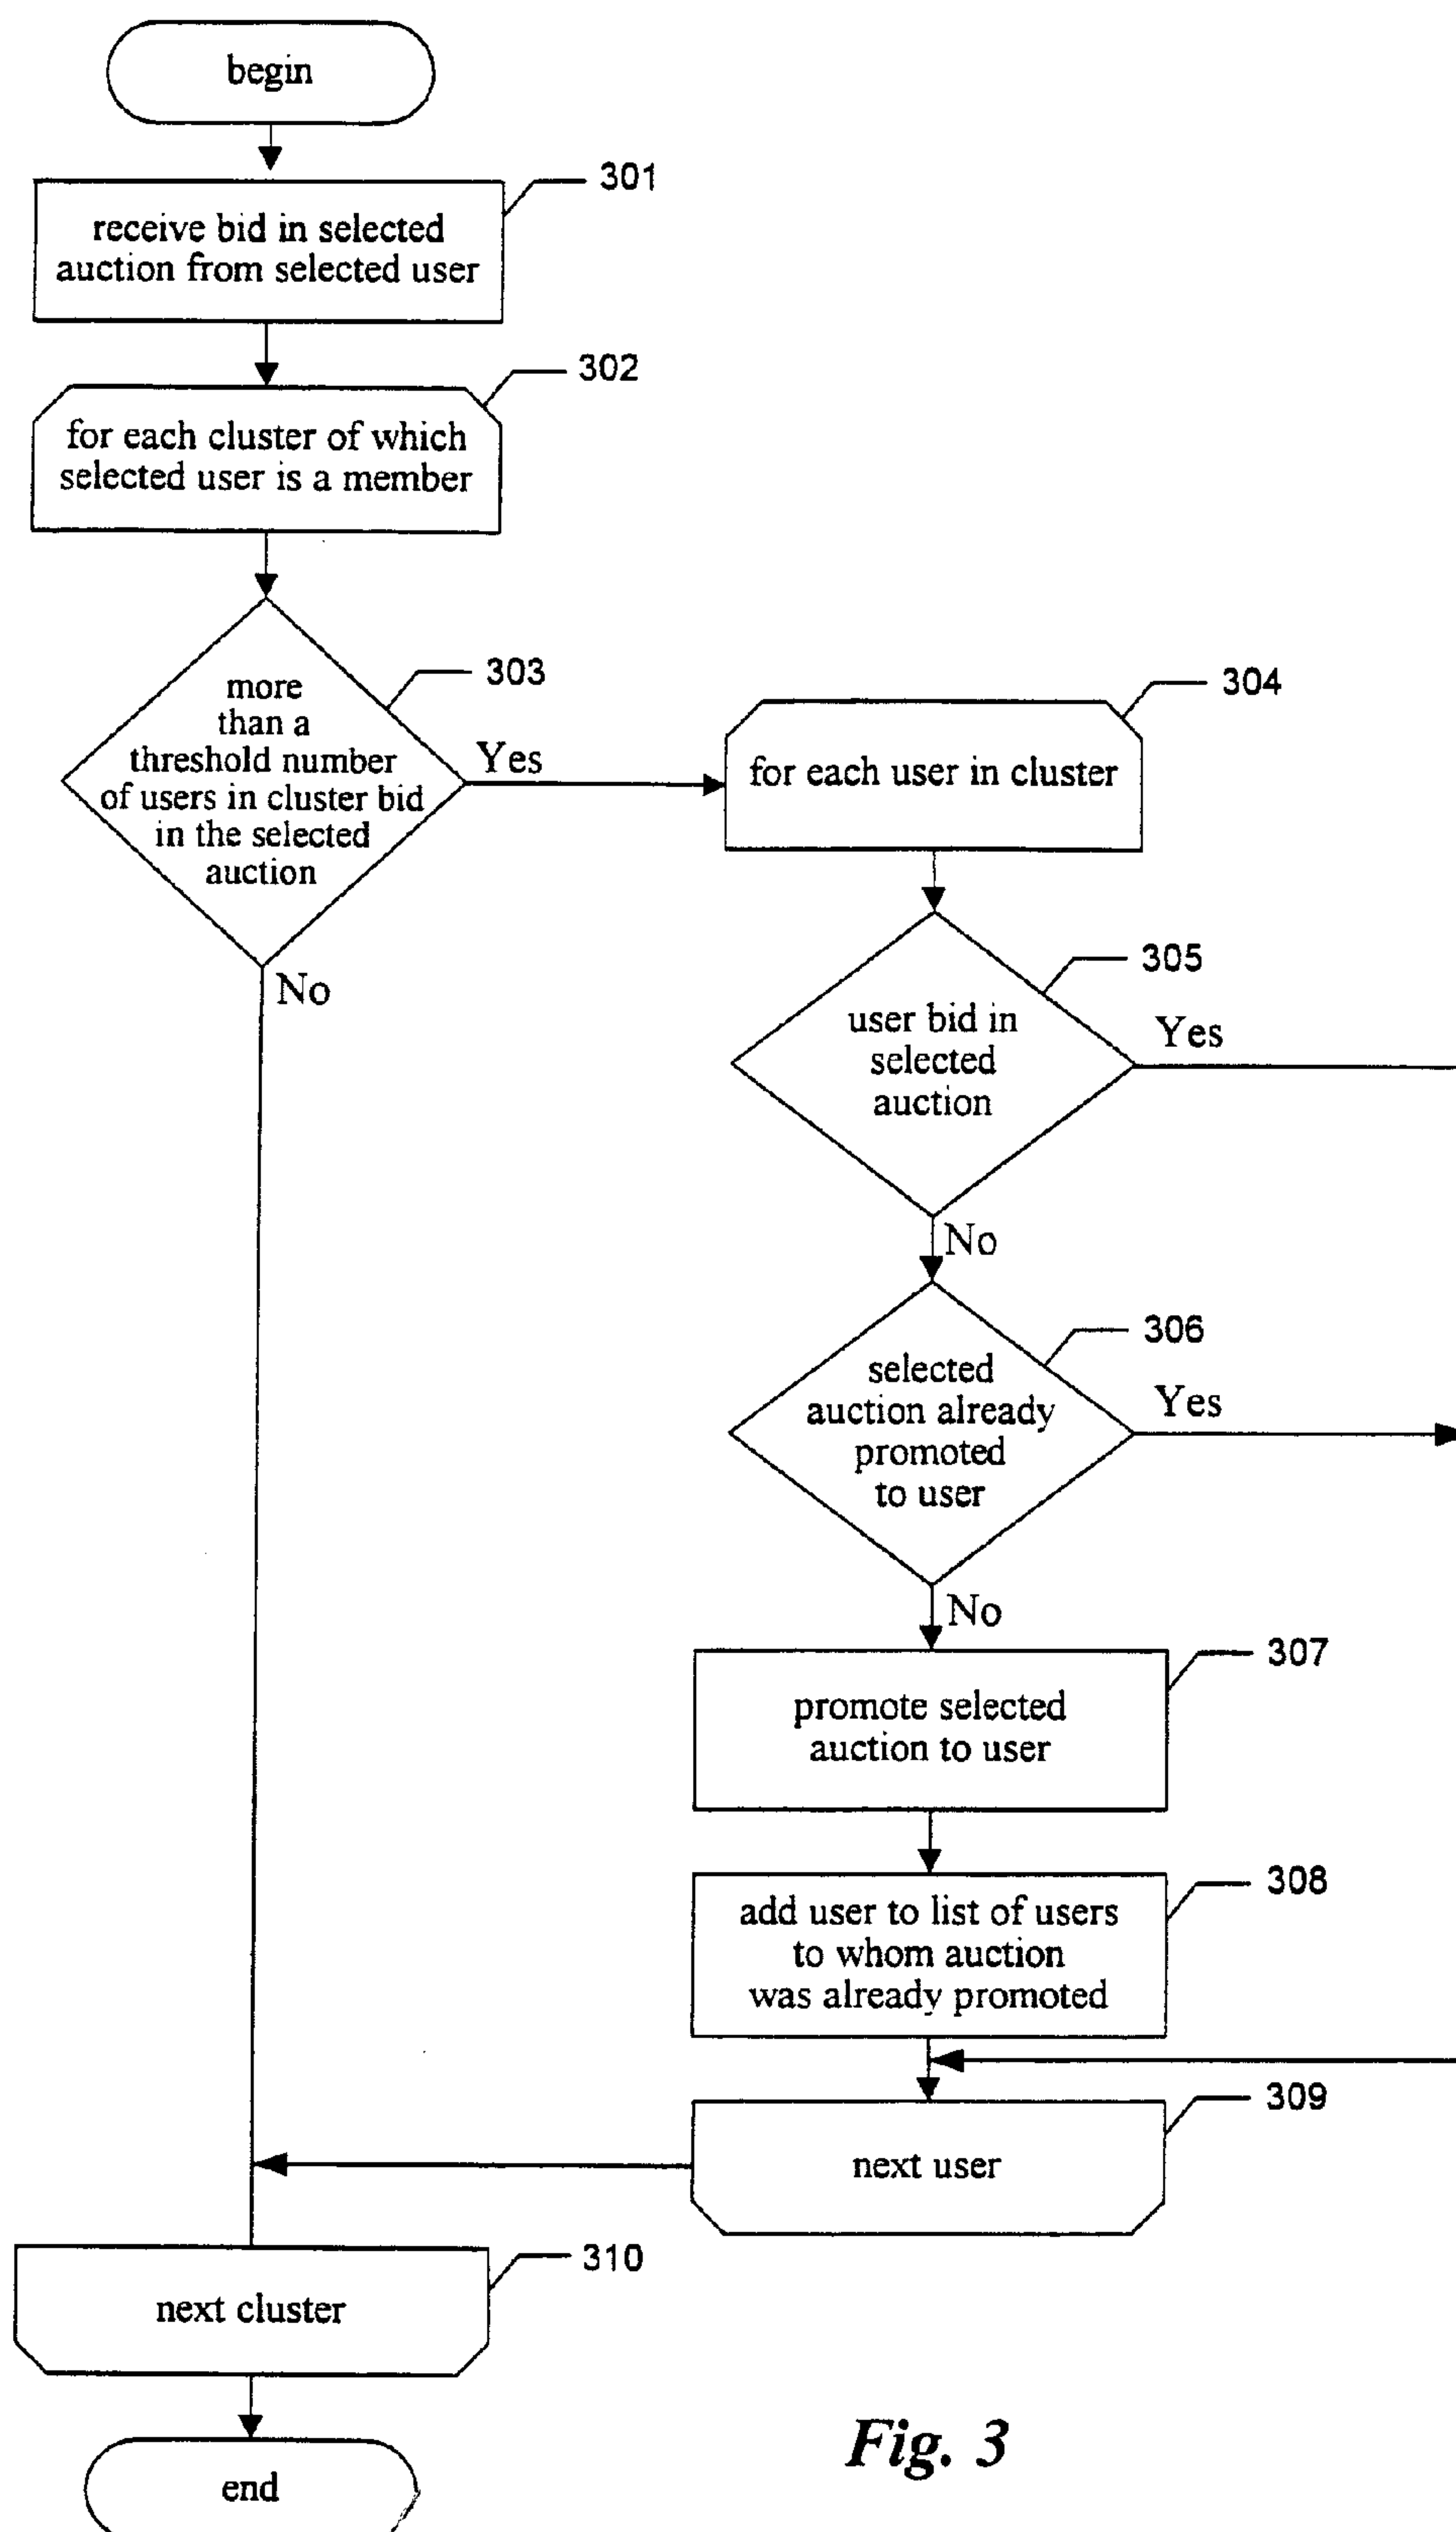 begin
301
receive bid in selected
auction from selected user
302
for each cluster of which
selected user is a member
303
more
than a
threshold number
of users in cluster bid
in the selected
auction
Yes
No
304
for each user in cluster
305
user bid in
selected
auction
Yes
No
306
selected
auction already
promoted
to user
Yes
No
307
promote selected
auction to user
308
add user to list of users
to whom auction
was already promoted
309
next user
310
next cluster
end
Fig. 3